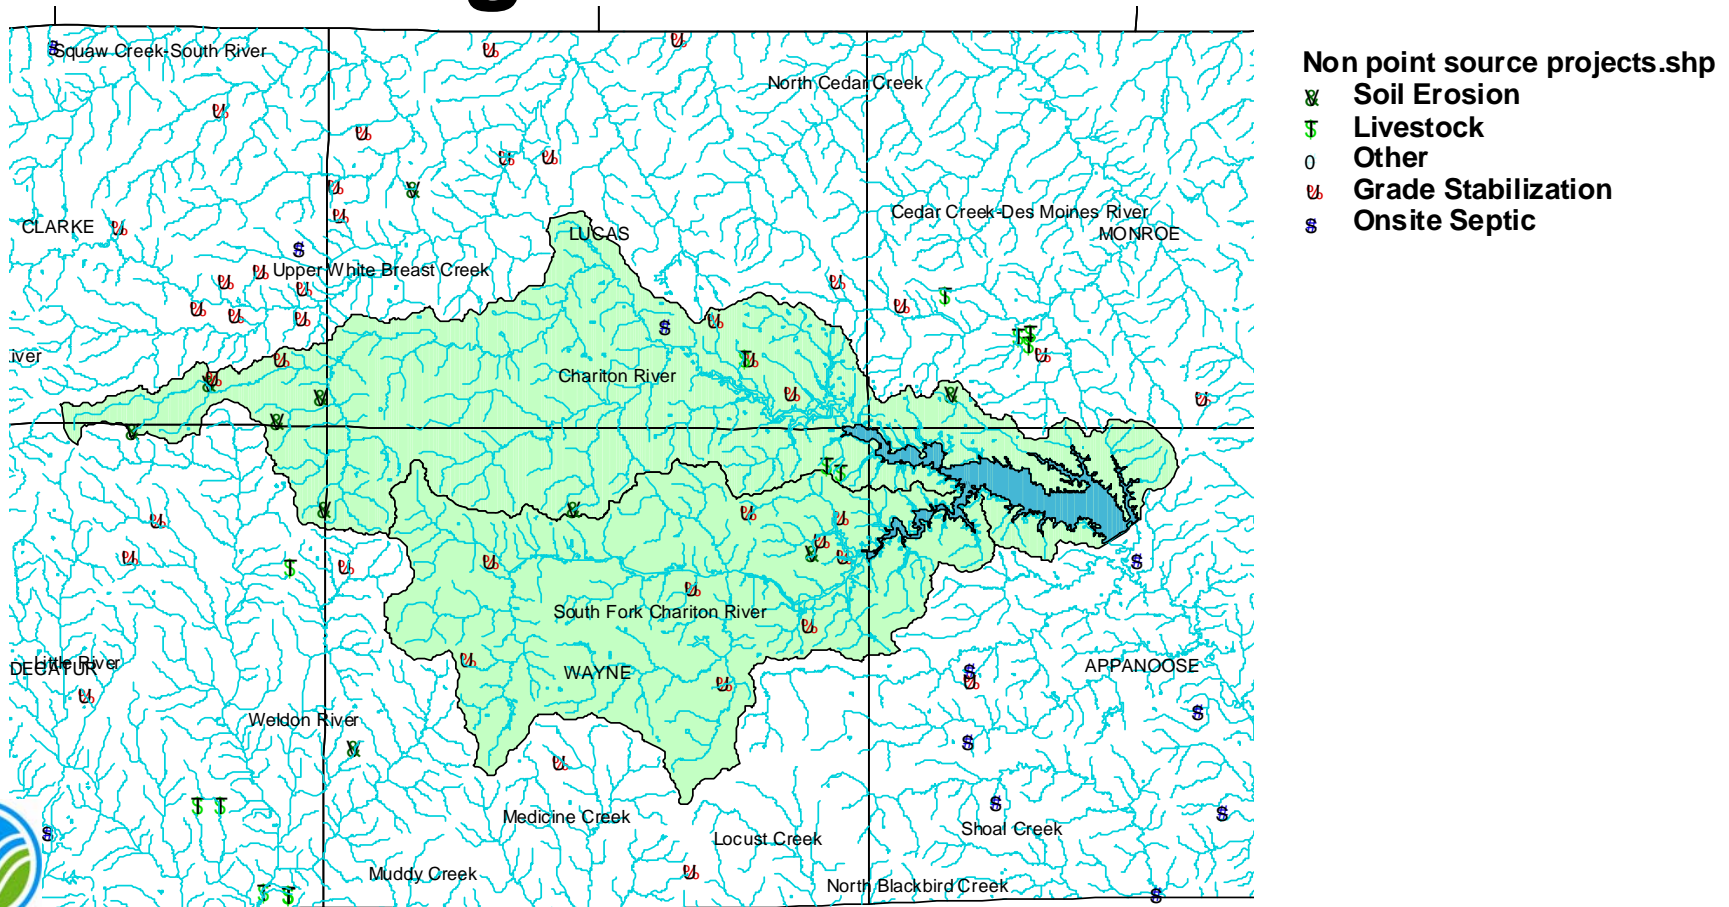 Non point source projects.shp
Soil Erosion
Livestock
Other
Grade Stabilization
Onsite Septic
Squaw Creek-South River
North Cedar Creek
Cedar Creek-Des Moines River
CLARKE
LUCAS
MONROE
Upper White Breast Creek
iver
Chariton River
South Fork Chariton River
Little River
DECATUR
WAYNE
APPANOOSE
Weldon River
Medicine Creek
Locust Creek
Shoal Creek
Muddy Creek
North Blackbird Creek